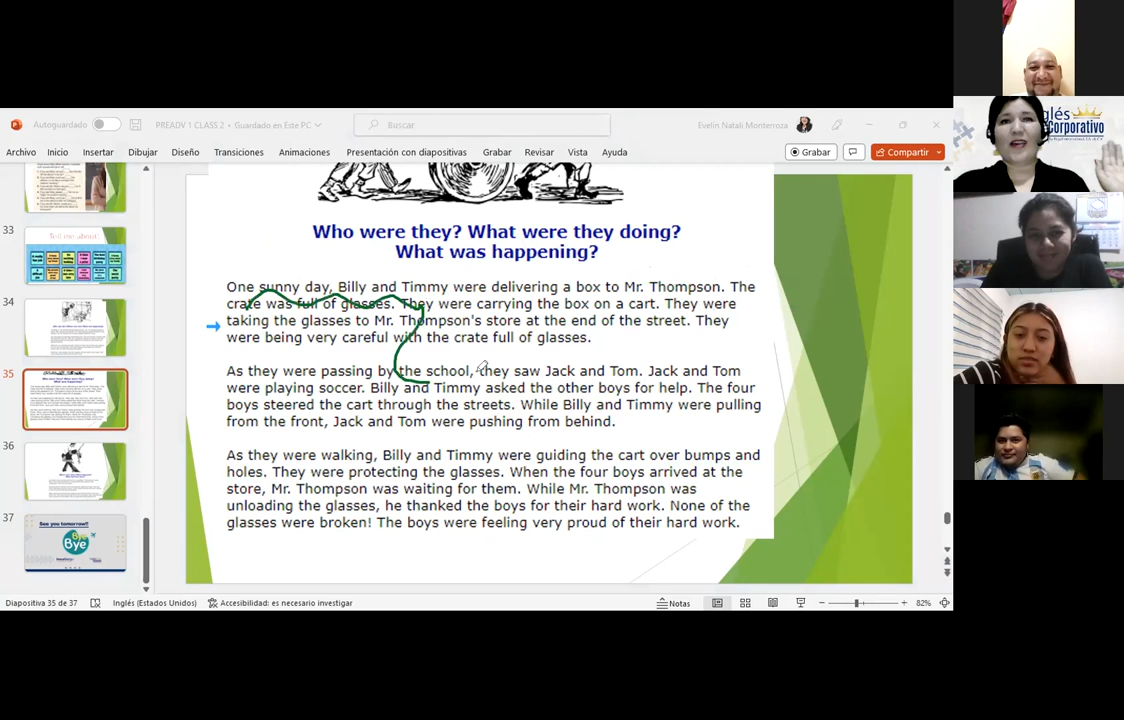 Autoguardado
PREADV 1 CLASS 2 • Guardado en Este PC
Buscar
Evelin Natali Monterroza
Archivo Inicio Insertar Dibujar Diseño Transiciones Animaciones Presentación con diapositivas Grabar Revisar Vista Ayuda
Grabar
Compartir
33
Tell me about!
34
35
36
37
See you tomorrow!!
Bye
Bye
Who were they? What were they doing?
What was happening?
One sunny day, Billy and Timmy were delivering a box to Mr. Thompson. The
crate was full of glasses. They were carrying the box on a cart. They were
taking the glasses to Mr. Thompson's store at the end of the street. They
were being very careful with the crate full of glasses.
As they were passing by the school, they saw Jack and Tom. Jack and Tom
were playing soccer. Billy and Timmy asked the other boys for help. The four
boys steered the cart through the streets. While Billy and Timmy were pulling
from the front, Jack and Tom were pushing from behind.
As they were walking, Billy and Timmy were guiding the cart over bumps and
holes. They were protecting the glasses. When the four boys arrived at the
store, Mr. Thompson was waiting for them. While Mr. Thompson was
unloading the glasses, he thanked the boys for their hard work. None of the
glasses were broken! The boys were feeling very proud of their hard work.
Diapositiva 35 de 37
Inglés (Estados Unidos)
Accesibilidad: es necesario investigar
Notas
82%
Inglés
Corporativo